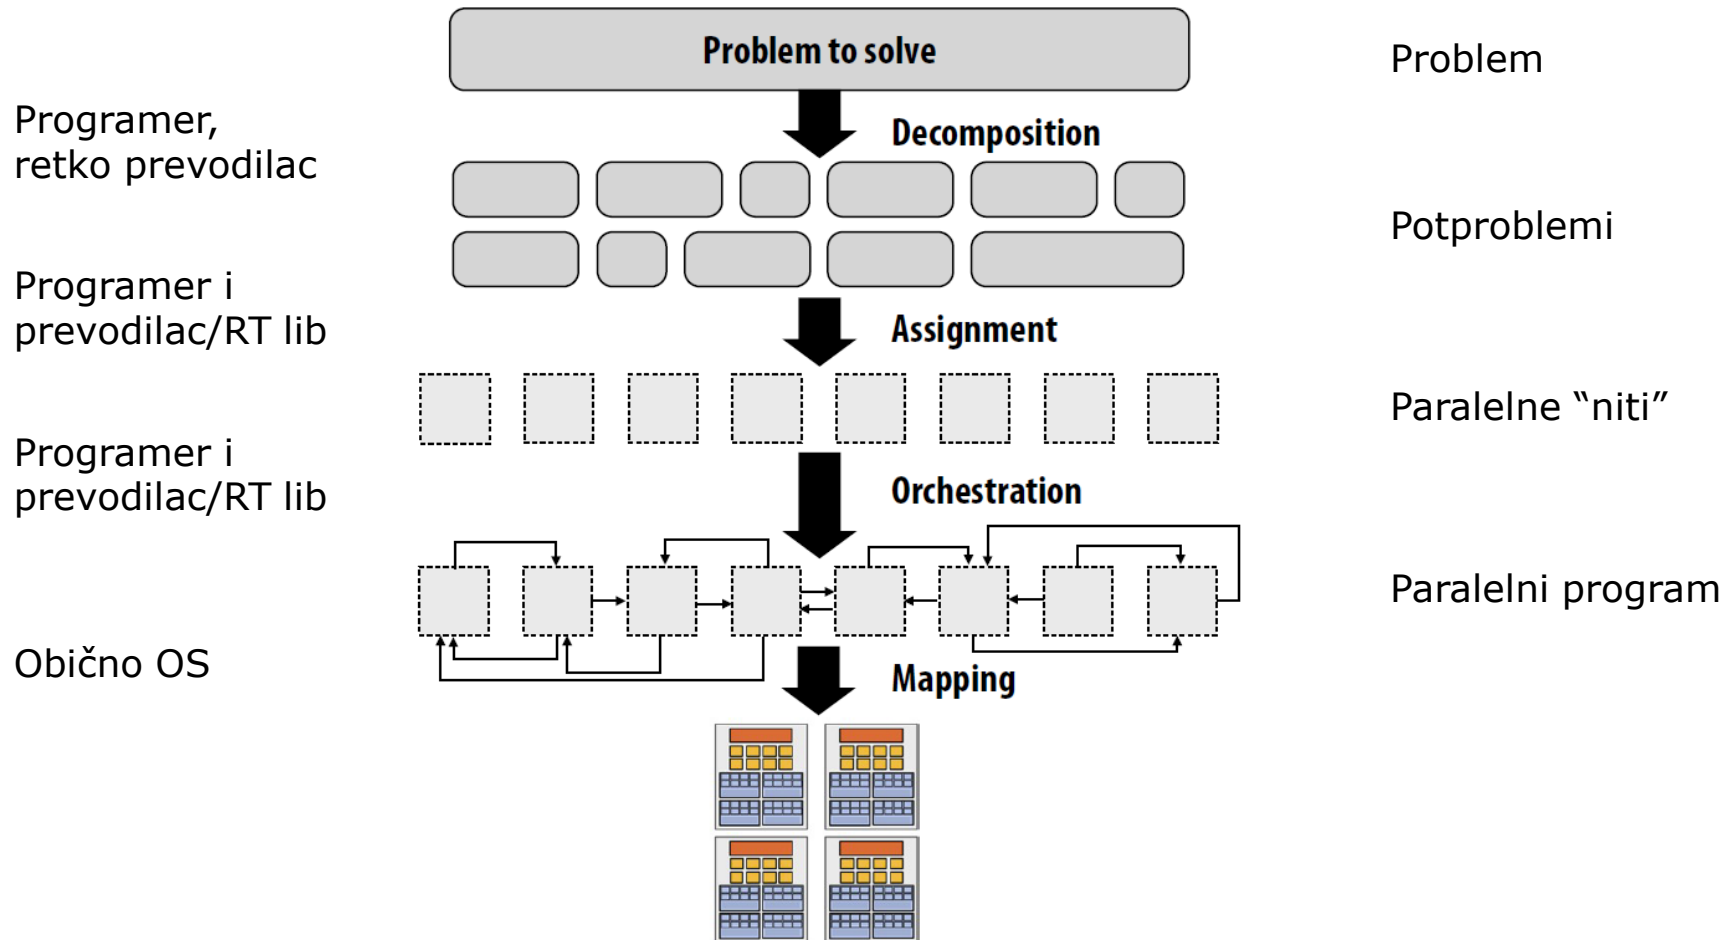 Problem to solve
Problem
Programer,
retko prevodilac
Decomposition
Potproblemi
Programer i
prevodilac/RT lib
Assignment
Paralelne “niti”
Programer i
prevodilac/RT lib
Orchestration
Paralelni program
Obično OS
Mapping